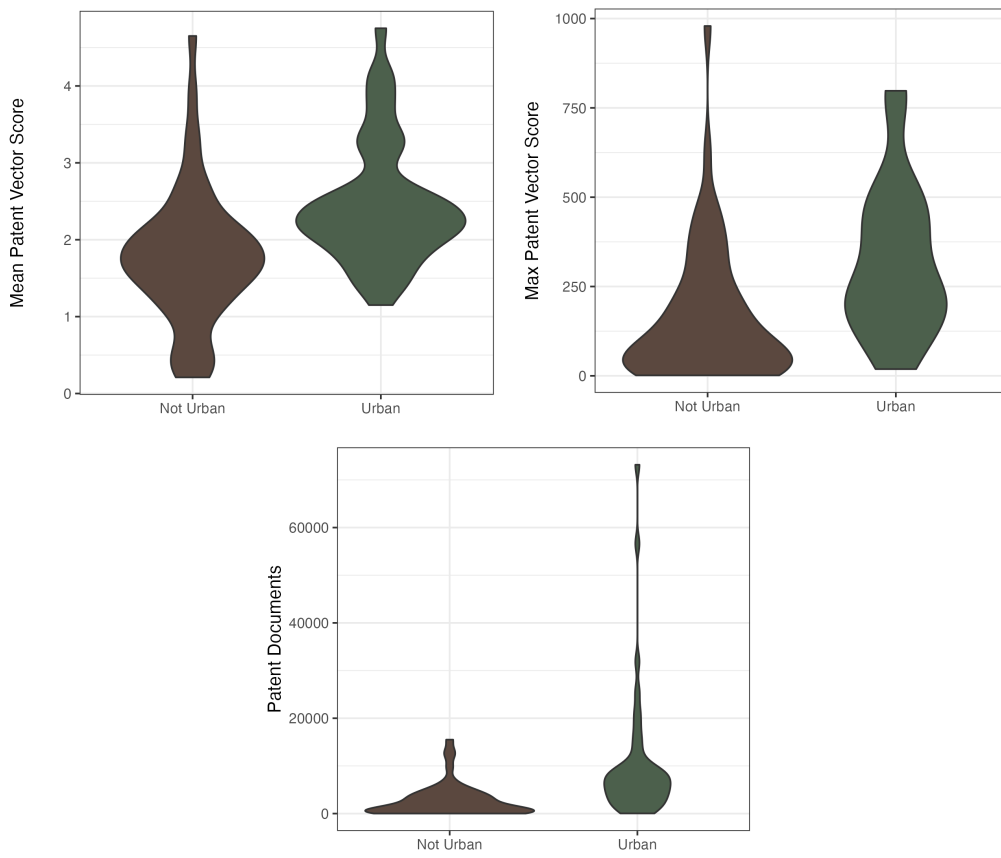 Mean Patent Vector Score
4
3
2
1
0
Not Urban
Urban
Max Patent Vector Score
1000
750
500
250
0
Not Urban
Urban
Patent Documents
60000
40000
20000
0
Not Urban
Urban